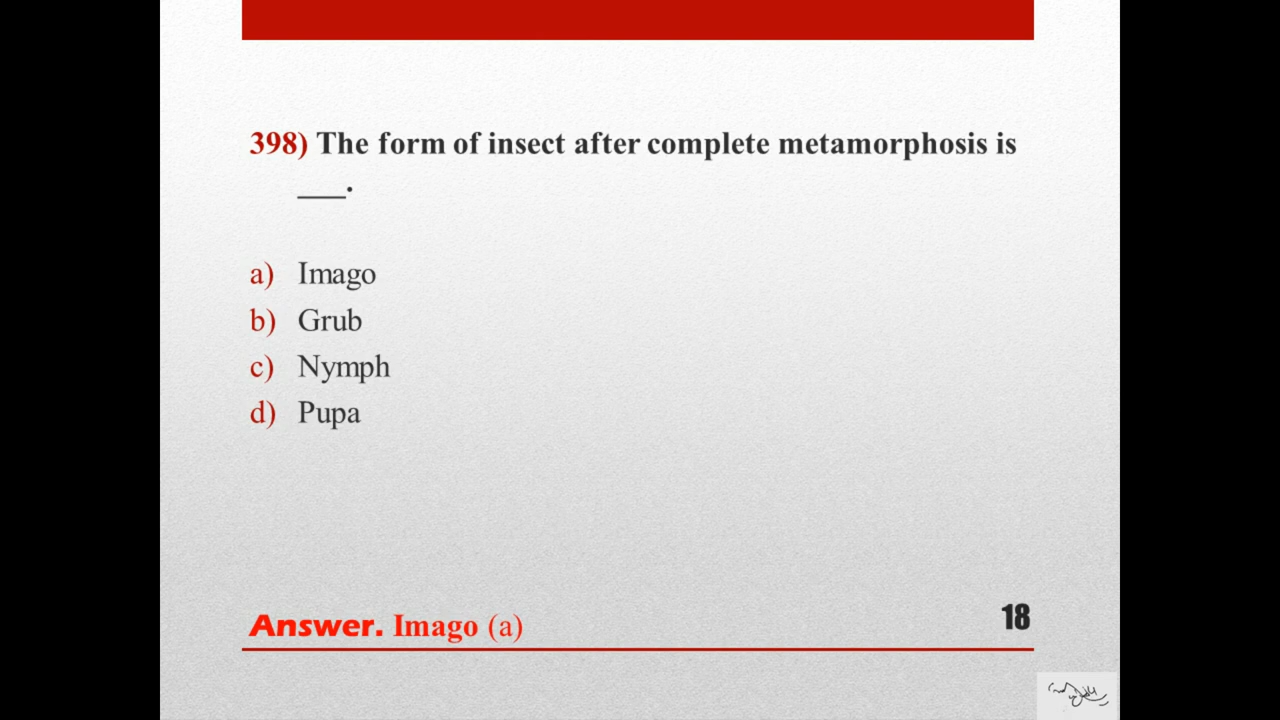 398) The form of insect after complete metamorphosis is
___.
a) Imago
b) Grub
c) Nymph
d) Pupa
Answer. Imago (a)
18